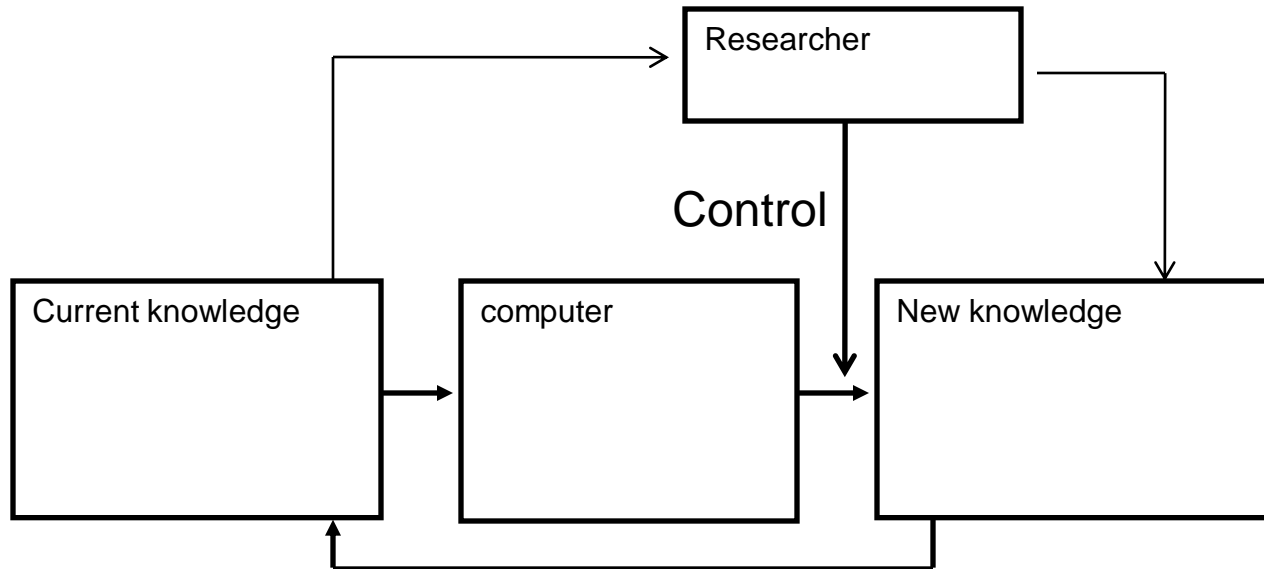 Researcher
Control
Current knowledge
computer
New knowledge